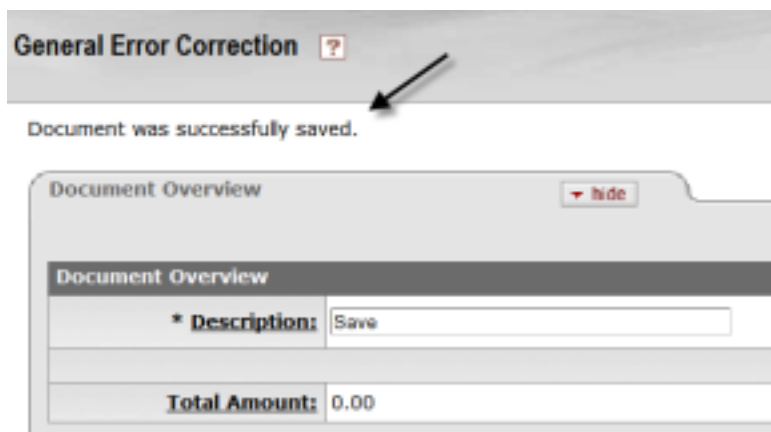 General Error Correction ?
Document was successfully saved.
Document Overview hide
Document Overview
* Description: Save
Total Amount: 0.00